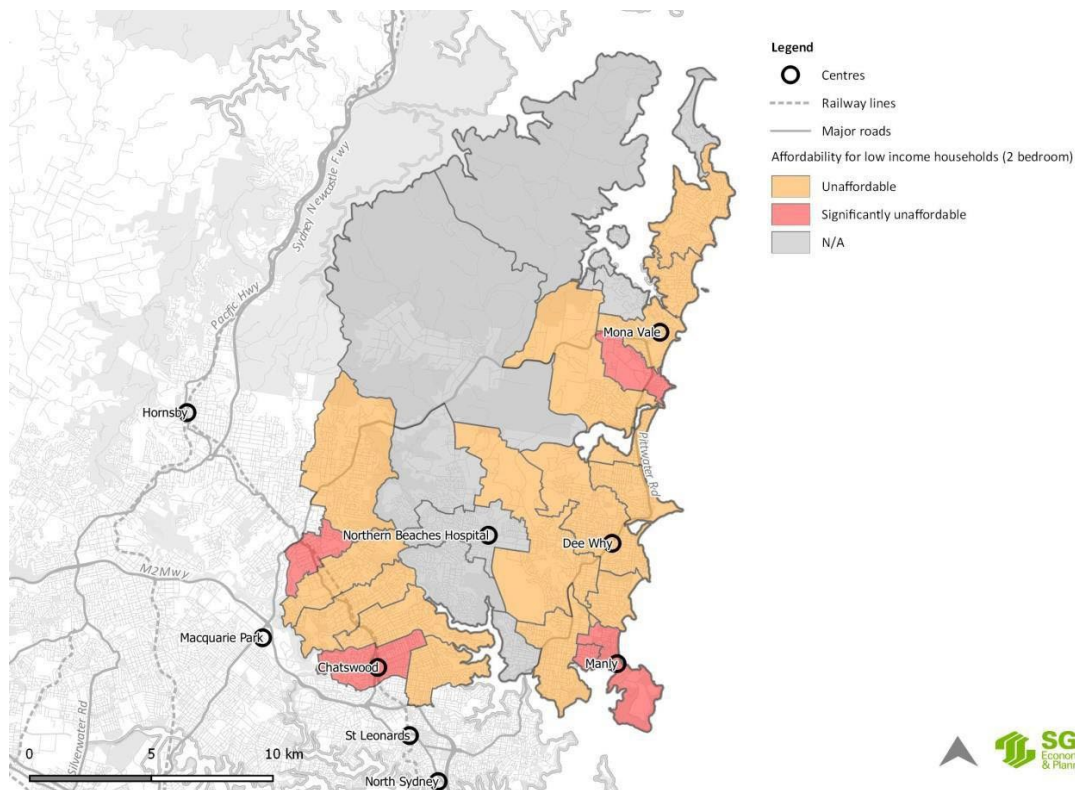 Legend
Centres
Railway lines
Major roads
Affordability for low income households (2 bedroom)
Unaffordable
Significantly unaffordable
N/A
Sydney Newcastle Fwy
Pacific Hwy
Mona Vale
Hornsby
Pittwater Rd
Northern Beaches Hospital
Dee Why
M2Mwy
Macquarie Park
Chatswood
Manly
St Leonards
Silverwater Rd
North Sydney
0 5 10 km
SG
Econo
& Plann